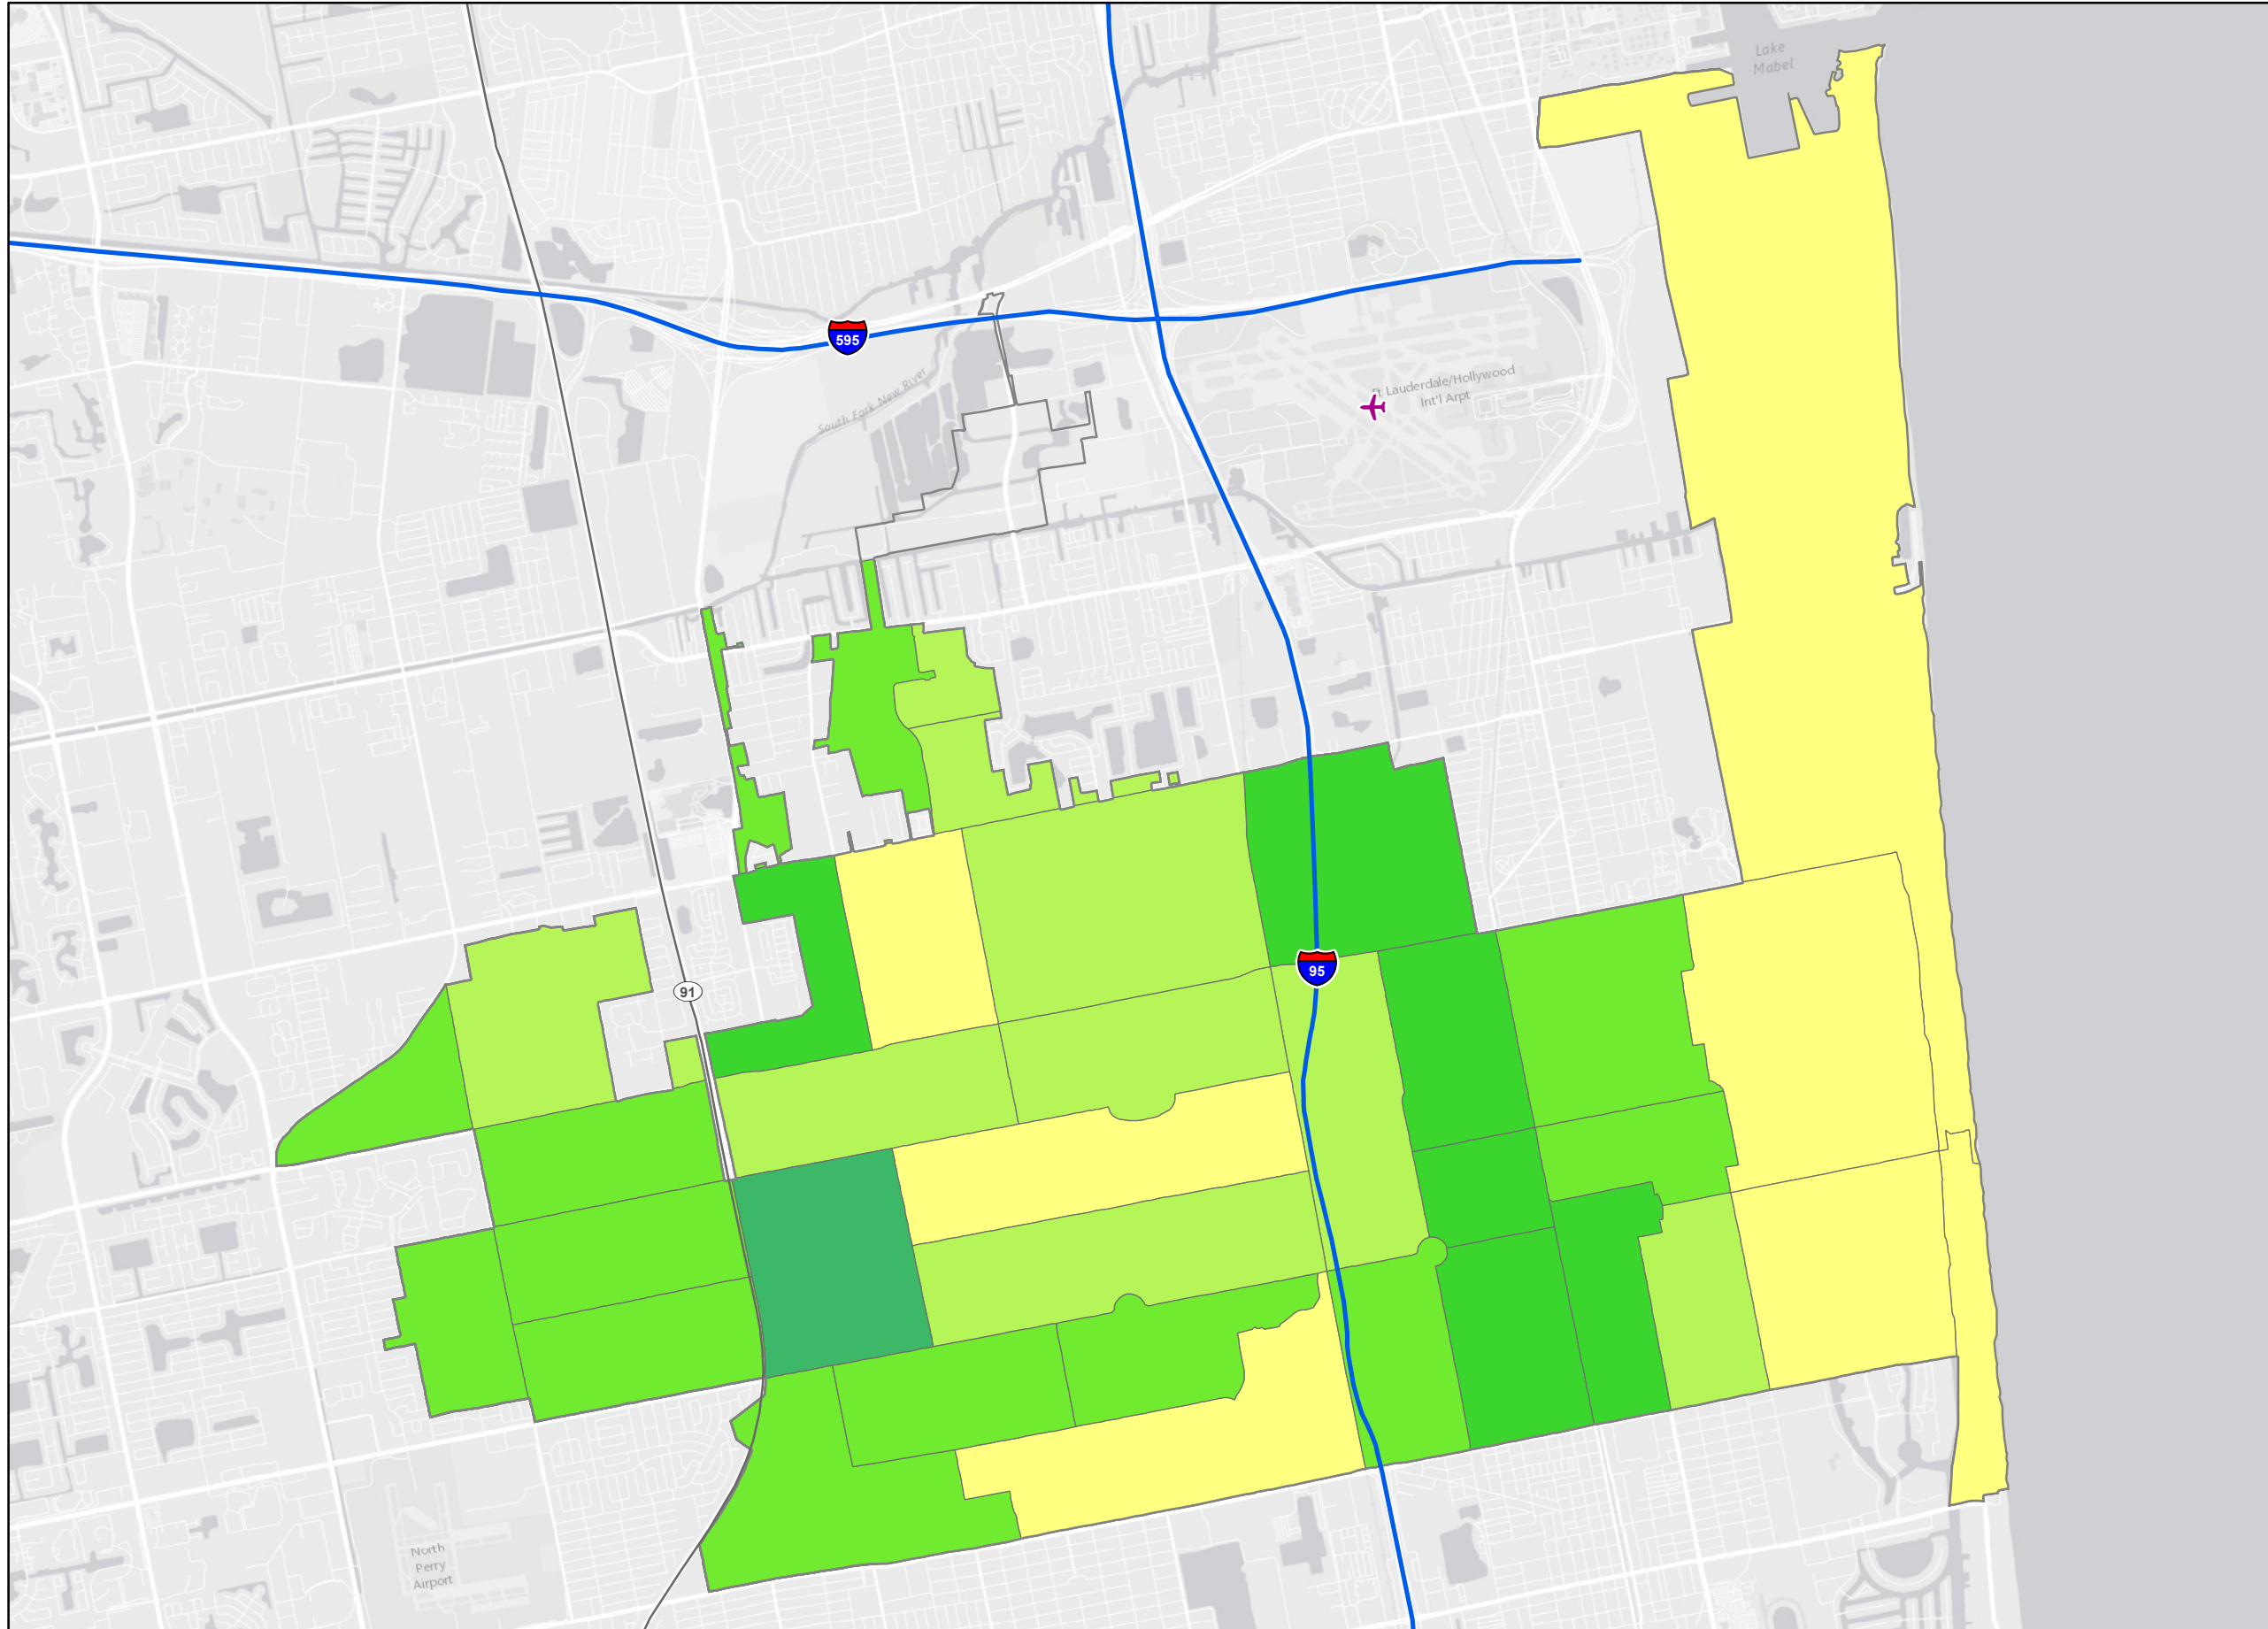 Lake
Mabel
595
Ft Lauderdale/Hollywood
Int'l Arpt
South Fork New River
95
91
North
Perry
Airport